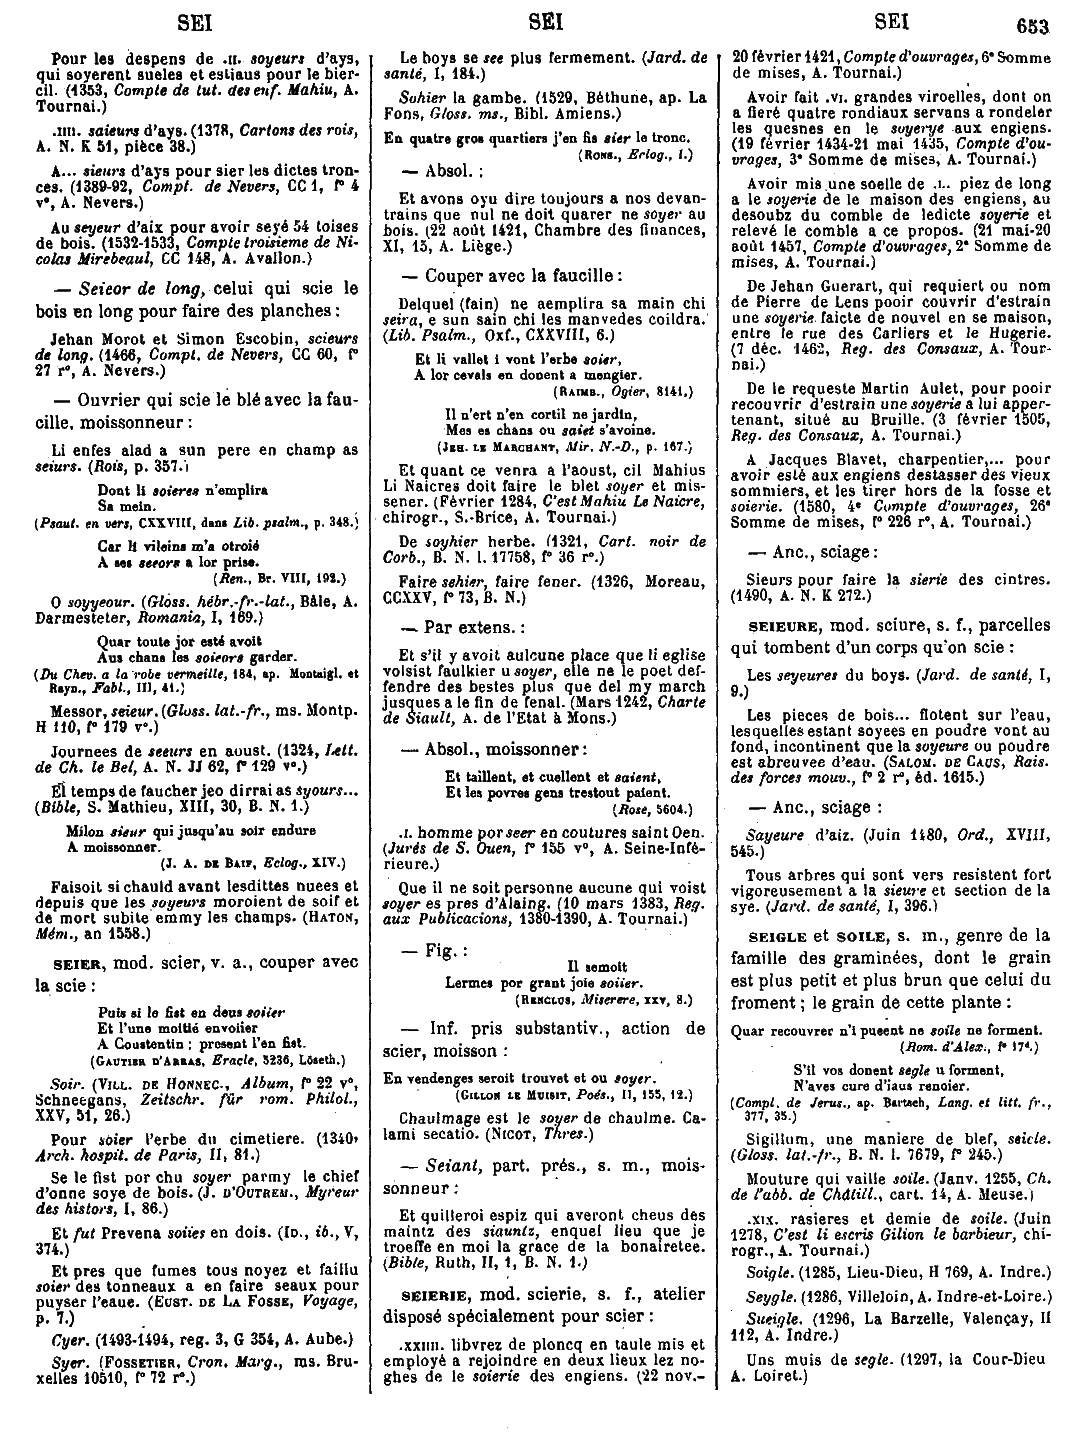 SEI
SEI
SEI
653
Pour les despens de .II. soyeurs d'ays,
qui soyerent sueles et estiaus pour le bier-
cil. (1353, Compte de tut. des enf. Mahiu, A.
Tournai.)
.IIII. saieurs d'ays. (1378, Cartons des rois,
A. N. K 51, pièce 38.)
A... sieurs d'ays pour sier les dictes tron-
ces. (1389-92, Compt. de Nevers, CC 1, f° 4
v°, A. Nevers.)
Au seyeur d'aix pour avoir seyé 54 toises
de bois. (1532-1533, Compte troisieme de Ni-
colas Mirebeaul, CC 148, A. Avallon.)
— Seieor de long, celui qui scie le
bois en long pour faire des planches :
Jehan Morot et Simon Escobin, scieurs
de long. (1466, Compt. de Nevers, CC 60, f°
27 r°, A. Nevers.)
— Ouvrier qui scie le blé avec la fau-
cille, moissonneur :
Li enfes alad a sun pere en champ as
seiurs. (Rois, p. 357.)
Dont li soieres n'emplira
Sa mein.
(Psaut. en vers, CXXVIII, dans Lib. psalm., p. 348.)
Car li vileins m'a otroié
A ses seeors a lor prise.
(Ren., Br. VIII, 192.)
O soyyeour. (Gloss. hébr.-fr.-lat., Bâle, A.
Darmesteter, Romania, I, 169.)
Quar toute jor esté avoit
Aus chans les soieors garder.
(Du Chev. a la robe vermeille, 184, ap. Montaigl. et
Rayn., Fabl., III, 41.)
Messor, seieur. (Gloss. lat.-fr., ms. Montp.
H 110, f° 179 v°.)
Journees de seeurs en aoust. (1324, Lett.
de Ch. le Bel, A. N. JJ 62, f° 129 v°.)
El temps de faucher jeo dirrai as syours...
(Bible, S. Mathieu, XIII, 30, B. N. 1.)
Milon sieur qui jusqu'au soir endure
A moissonner.
(J. A. DE BAIF, Eclog., XIV.)
Faisoit si chauld avant lesdittes nuees et
depuis que les soyeurs moroient de soif et
de mort subite emmy les champs. (HATON,
Mém., an 1558.)
SEIER, mod. scier, v. a., couper avec
la scie :
Puis si le fist en deus soiier
Et l'une moitié envoiier
A Coustentin ; present l'en fist.
(GAUTIER D'ARRAS, Eracle, 5236, Löseth.)
Soir. (VILL. DE HONNEC., Album, f° 22 v°,
Schneegans, Zeitschr. für rom. Philol.,
XXV, 51, 26.)
Pour soier l'erbe du cimetiere. (1340,
Arch. hospit. de Paris, II, 81.)
Se le fist por chu soyer parmy le chief
d'onne soye de bois. (J. D'OUTREM., Myreur
des histors, I, 86.)
Et fut Prevena soiies en dois. (ID., ib., V,
374.)
Et pres que fumes tous noyez et faillu
soier des tonneaux a en faire seaux pour
puyser l'eaue. (EUST. DE LA FOSSE, Voyage,
p. 7.)
Cyer. (1493-1494, reg. 3, G 354, A. Aube.)
Syer. (FOSSETIER, Cron. Marg., ms. Bru-
xelles 10510, f° 72 r°.)
Le boys se see plus fermement. (Jard. de
santé, I, 184.)
Sohier la gambe. (1529, Béthune, ap. La
Fons, Gloss. ms., Bibl. Amiens.)
En quatre gros quartiers j'en fis sier le tronc.
(RONS., Eclog., I.)
— Absol. :
Et avons oyu dire toujours a nos devan-
trains que nul ne doit quarer ne soyer au
bois. (22 août 1421, Chambre des finances,
XI, 15, A. Liège.)
— Couper avec la faucille :
Delquel (fain) ne aemplira sa main chi
seira, e sun sain chi les manvedes coildra.
(Lib. Psalm., Oxf., CXXVIII, 6.)
Et li vallet i vont l'erbe soier,
A lor cevals en donent a mengier.
(RAIMB., Ogier, 8141.)
Il n'ert n'en cortil ne jardin,
Mes es chans ou saiet s'avoine.
(JEH. LE MARCHANT, Mir. N.-D., p. 167.)
Et quant ce venra a l'aoust, cil Mahius
Li Naicres doit faire le blet soyer et mis-
sener. (Février 1284, C'est Mahiu Le Naicre,
chirogr., S.-Brice, A. Tournai.)
De soyhier herbe. (1321, Cart. noir de
Corb., B. N. l. 17758, f° 36 r°.)
Faire sehier, faire fener. (1326, Moreau,
CCXXV, f° 73, B. N.)
— Par extens. :
Et s'il y avoit aulcune place que li eglise
volsist faulkier u soyer, elle ne le poet def-
fendre des bestes plus que del my march
jusques a le fin de fenal. (Mars 1242, Charte
de Siault, A. de l'Etat à Mons.)
— Absol., moissonner :
Et taillent, et cuellent et saient,
Et les povres gens trestout paient.
(Rose, 5604.)
.I. homme por seer en coutures saint Oen.
(Jurés de S. Ouen, f° 155 v°, A. Seine-Infé-
rieure.)
Que il ne soit personne aucune qui voist
soyer es pres d'Alaing. (10 mars 1383, Reg.
aux Publicacions, 1380-1390, A. Tournai.)
— Fig. :
Il semoit
Lermes por grant joie soiier.
(RENCLUS, Miserere, XXV, 8.)
— Inf. pris substantiv., action de
scier, moisson :
En vendenges seroit trouvet et ou soyer.
(GILLON LE MUISIT, Poés., II, 155, 12.)
Chaulmage est le soyer de chaulme. Ca-
lami secatio. (NICOT, Thres.)
— Seiant, part. prés., s. m., mois-
sonneur :
Et quilleroi espiz qui averont cheus des
maintz des siauntz, enquel lieu que je
troeffe en moi la grace de la bonairetee.
(Bible, Ruth, II, 1, B. N. 1.)
SEIERIE, mod. scierie, s. f., atelier
disposé spécialement pour scier :
.XXIIII. libvrez de ploncq en taule mis et
employé a rejoindre en deux lieux lez no-
ghes de le soierie des engiens. (22 nov.-
20 février 1421, Compte d'ouvrages, 6e Somme
de mises, A. Tournai.)
Avoir fait .VI. grandes viroelles, dont on
a fieré quatre rondiaux servans a rondeler
les quesnes en le soyerye aux engiens.
(19 février 1434-21 mai 1435, Compte d'ou-
vrages, 3e Somme de mises, A. Tournai.)
Avoir mis une soelle de .L. piez de long
a le soyerie de le maison des engiens, au
desoubz du comble de ledicte soyerie et
relevé le comble a ce propos. (21 mai-20
août 1457, Compte d'ouvrages, 2e Somme de
mises, A. Tournai.)
De Jehan Guerart, qui requiert ou nom
de Pierre de Lens pooir couvrir d'estrain
une soyerie faicte de nouvel en se maison,
entre le rue des Carliers et le Hugerie.
(7 déc. 1462, Reg. des Consaux, A. Tour-
nai.)
De le requeste Martin Aulet, pour pooir
recouvrir d'estrain une soyerie a lui apper-
tenant, situé au Bruille. (3 février 1505,
Reg. des Consaux, A. Tournai.)
A Jacques Blavet, charpentier,... pour
avoir esté aux engiens destasser des vieux
sommiers, et les tirer hors de la fosse et
soierie. (1580, 4e Compte d'ouvrages, 26e
Somme de mises, f° 226 r°, A. Tournai.)
— Anc., sciage :
Sieurs pour faire la sierie des cintres.
(1490, A. N. K 272.)
SEIEURE, mod. sciure, s. f., parcelles
qui tombent d'un corps qu'on scie :
Les seyeures du boys. (Jard. de santé, I,
9.)
Les pieces de bois... flotent sur l'eau,
lesquelles estant soyees en poudre vont au
fond, incontinent que la soyeure ou poudre
est abreuvee d'eau. (SALOM. DE CAUS, Rais.
des forces mouv., f° 2 r°, éd. 1615.)
— Anc., sciage :
Sayeure d'aiz. (Juin 1480, Ord., XVIII,
545.)
Tous arbres qui sont vers resistent fort
vigoreusement a la sieure et section de la
sye. (Jard. de santé, I, 396.)
SEIGLE et SOILE, s. m., genre de la
famille des graminées, dont le grain
est plus petit et plus brun que celui du
froment ; le grain de cette plante :
Quar recouvrer n'i pueent ne soile ne forment.
(Rom. d'Alex., f° 17d.)
S'il vos donent segle u forment,
N'aves cure d'iaus renoier.
(Compl. de Jerus., ap. Bartsch, Lang. et litt. fr.,
377, 35.)
Sigillum, une maniere de blef, seicle.
(Gloss. lat.-fr., B. N. l. 7679, f° 245.)
Mouture qui vaille soile. (Janv. 1255, Ch.
de l'abb. de Châtill., cart. 14, A. Meuse.)
.XIX. rasieres et demie de soile. (Juin
1278, C'est li escris Gilion le barbieur, chi-
rogr., A. Tournai.)
Soigle. (1285, Lieu-Dieu, H 769, A. Indre.)
Seygle. (1286, Villeloin, A. Indre-et-Loire.)
Sueigle. (1296, La Barzelle, Valençay, II
112, A. Indre.)
Uns muis de segle. (1297, la Cour-Dieu
A. Loiret.)